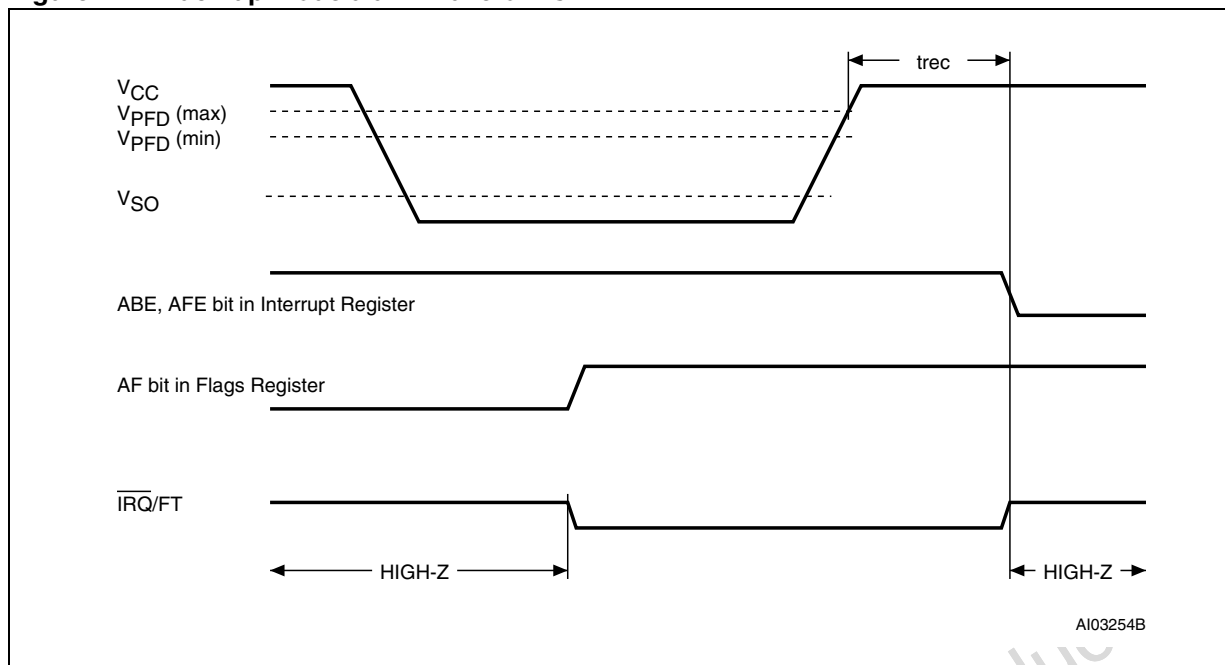 trec
VCC
VPFD (max)
VPFD (min)
VSO
ABE, AFE bit in Interrupt Register
AF bit in Flags Register
IRQ/FT
HIGH-Z
HIGH-Z
AI03254B